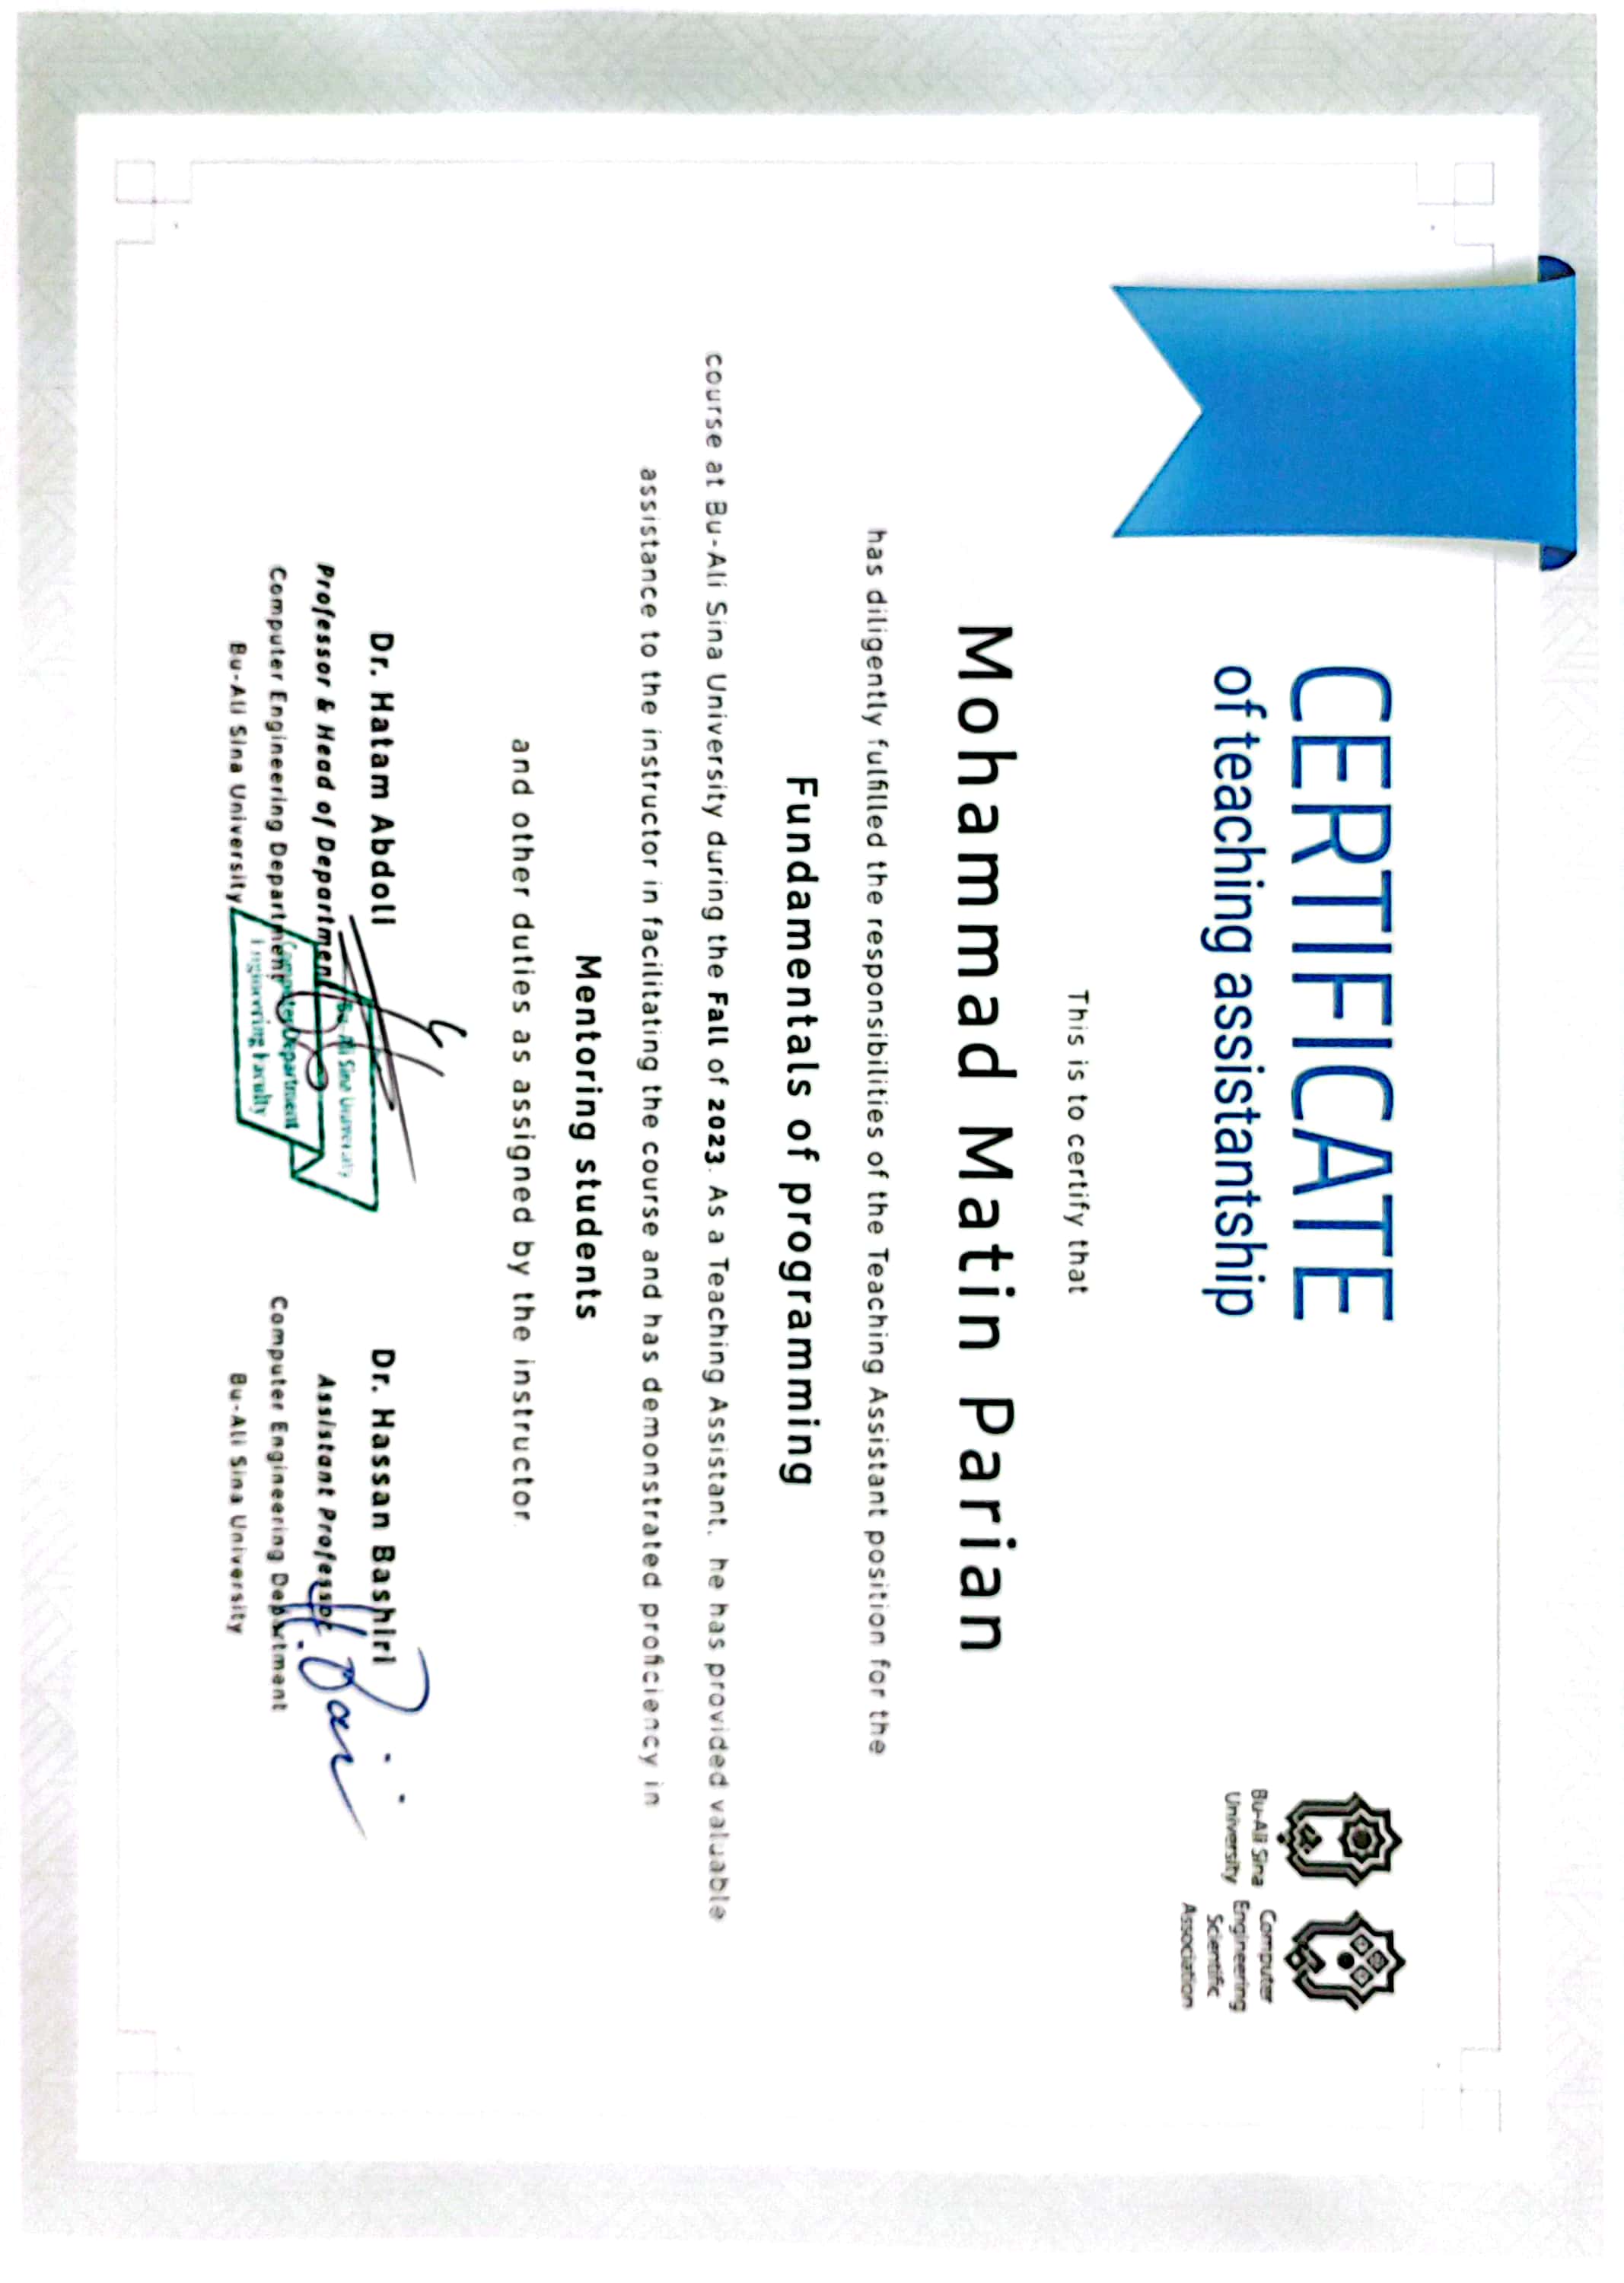 CERTIFICATE
of teaching assistantship
Bu-Ali Sina
University
Computer
Engineering
Scientific
Association
This is to certify that
Mohammad Matin Parian
has diligently fulfilled the responsibilities of the Teaching Assistant position for the
Fundamentals of programming
course at Bu-Ali Sina University during the Fall of 2023. As a Teaching Assistant, he has provided valuable
assistance to the instructor in facilitating the course and has demonstrated proficiency in
Mentoring students
and other duties as assigned by the instructor.
Dr. Hatam Abdoli
Professor & Head of Department
Computer Engineering Department
Bu-Ali Sina University
Bu-Ali Sina University
Computer Department
Engineering Faculty
Dr. Hassan Bashiri
Assistant Professor
Computer Engineering Department
Bu-Ali Sina University